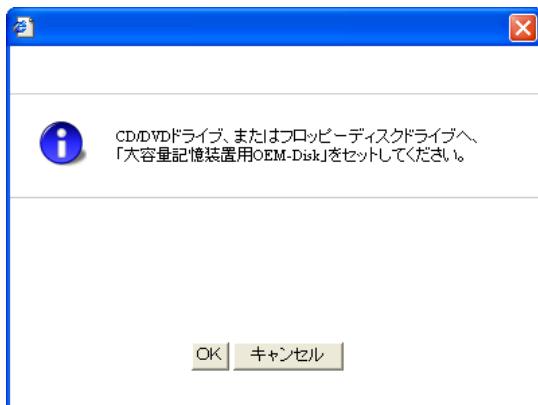 CD/DVDドライブ、またはフロッピーディスクドライブへ、
「大容量記憶装置用OEM-Disk」をセットしてください。
OK キャンセル